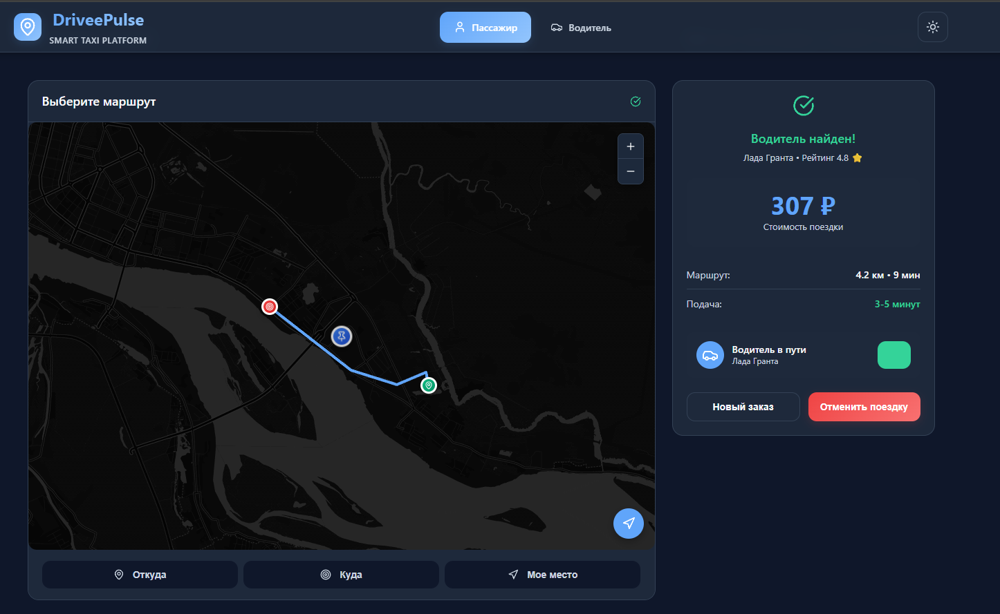 DriveePulse
SMART TAXI PLATFORM
Пассажир
Водитель
Выберите маршрут
+
−
Откуда
Куда
Мое место
Водитель найден!
Лада Гранта • Рейтинг 4.8 ⭐
307 ₽
Стоимость поездки
Маршрут: 4.2 км • 9 мин
Подача: 3-5 минут
Водитель в пути
Лада Гранта
Новый заказ
Отменить поездку